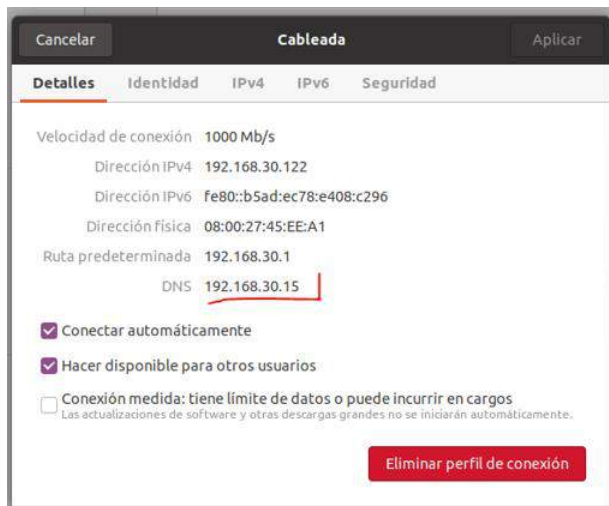 Cancelar Cableada Aplicar
Detalles Identidad IPv4 IPv6 Seguridad
Velocidad de conexión 1000 Mb/s
Dirección IPv4 192.168.30.122
Dirección IPv6 fe80::b5ad:ec78:e408:c296
Dirección física 08:00:27:45:EE:A1
Ruta predeterminada 192.168.30.1
DNS 192.168.30.15
Conectar automáticamente
Hacer disponible para otros usuarios
Conexión medida: tiene límite de datos o puede incurrir en cargos
Las actualizaciones de software y otras descargas grandes no se iniciarán automáticamente.
Eliminar perfil de conexión